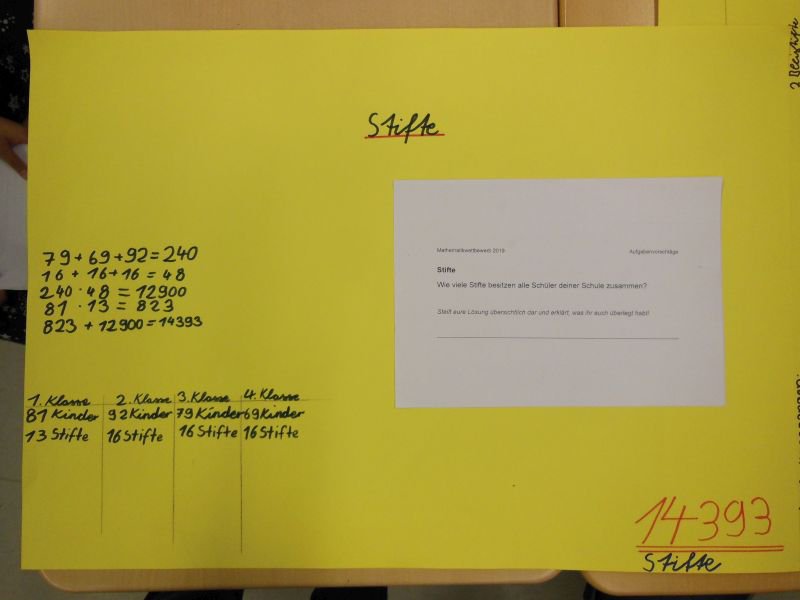 Stifte
79 + 69 + 92 = 240
16 + 16 + 16 = 48
240 · 48 = 12900
81 · 13 = 823
823 + 12900 = 14393
1. Klasse 2. Klasse 3. Klasse 4. Klasse
81 Kinder 92 Kinder 79 Kinder 69 Kinder
13 Stifte 16 Stifte 16 Stifte 16 Stifte
Mathematikwettbewerb 2019 Aufgabenvorschläge
Stifte
Wie viele Stifte besitzen alle Schüler deiner Schule zusammen?
Stellt eure Lösung übersichtlich dar und erklärt, was ihr euch überlegt habt!
14393
Stifte
2 Bleistifte